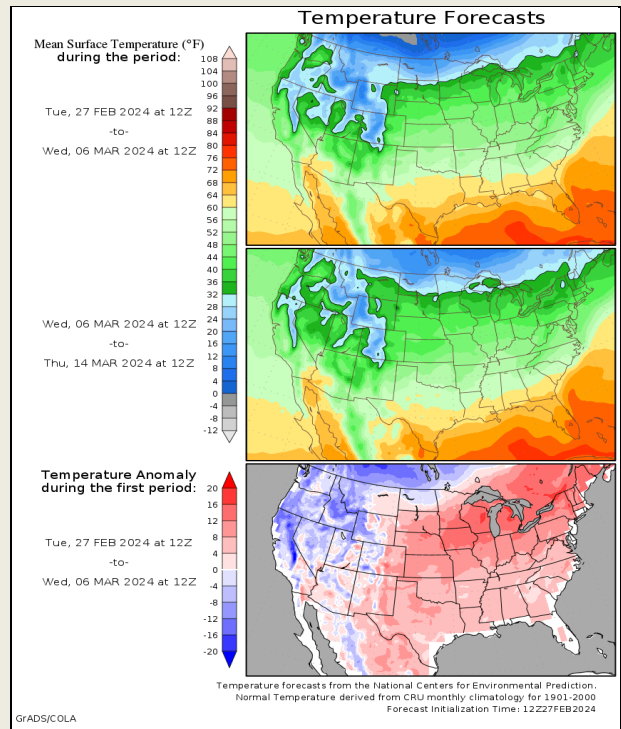 Temperature Forecasts
Mean Surface Temperature (°F)
during the period:
Tue, 27 FEB 2024 at 12Z
-to-
Wed, 06 MAR 2024 at 12Z
108
104
100
96
92
88
84
80
76
72
68
64
60
56
52
48
44
40
36
32
28
24
20
16
12
8
4
0
-4
-8
-12
Wed, 06 MAR 2024 at 12Z
-to-
Thu, 14 MAR 2024 at 12Z
Temperature Anomaly
during the first period:
Tue, 27 FEB 2024 at 12Z
-to-
Wed, 06 MAR 2024 at 12Z
20
16
12
8
4
0
-4
-8
-12
-16
-20
Temperature forecasts from the National Centers for Environmental Prediction.
Normal Temperature derived from CRU monthly climatology for 1901-2000
Forecast Initialization Time: 12Z27FEB2024
GrADS/COLA